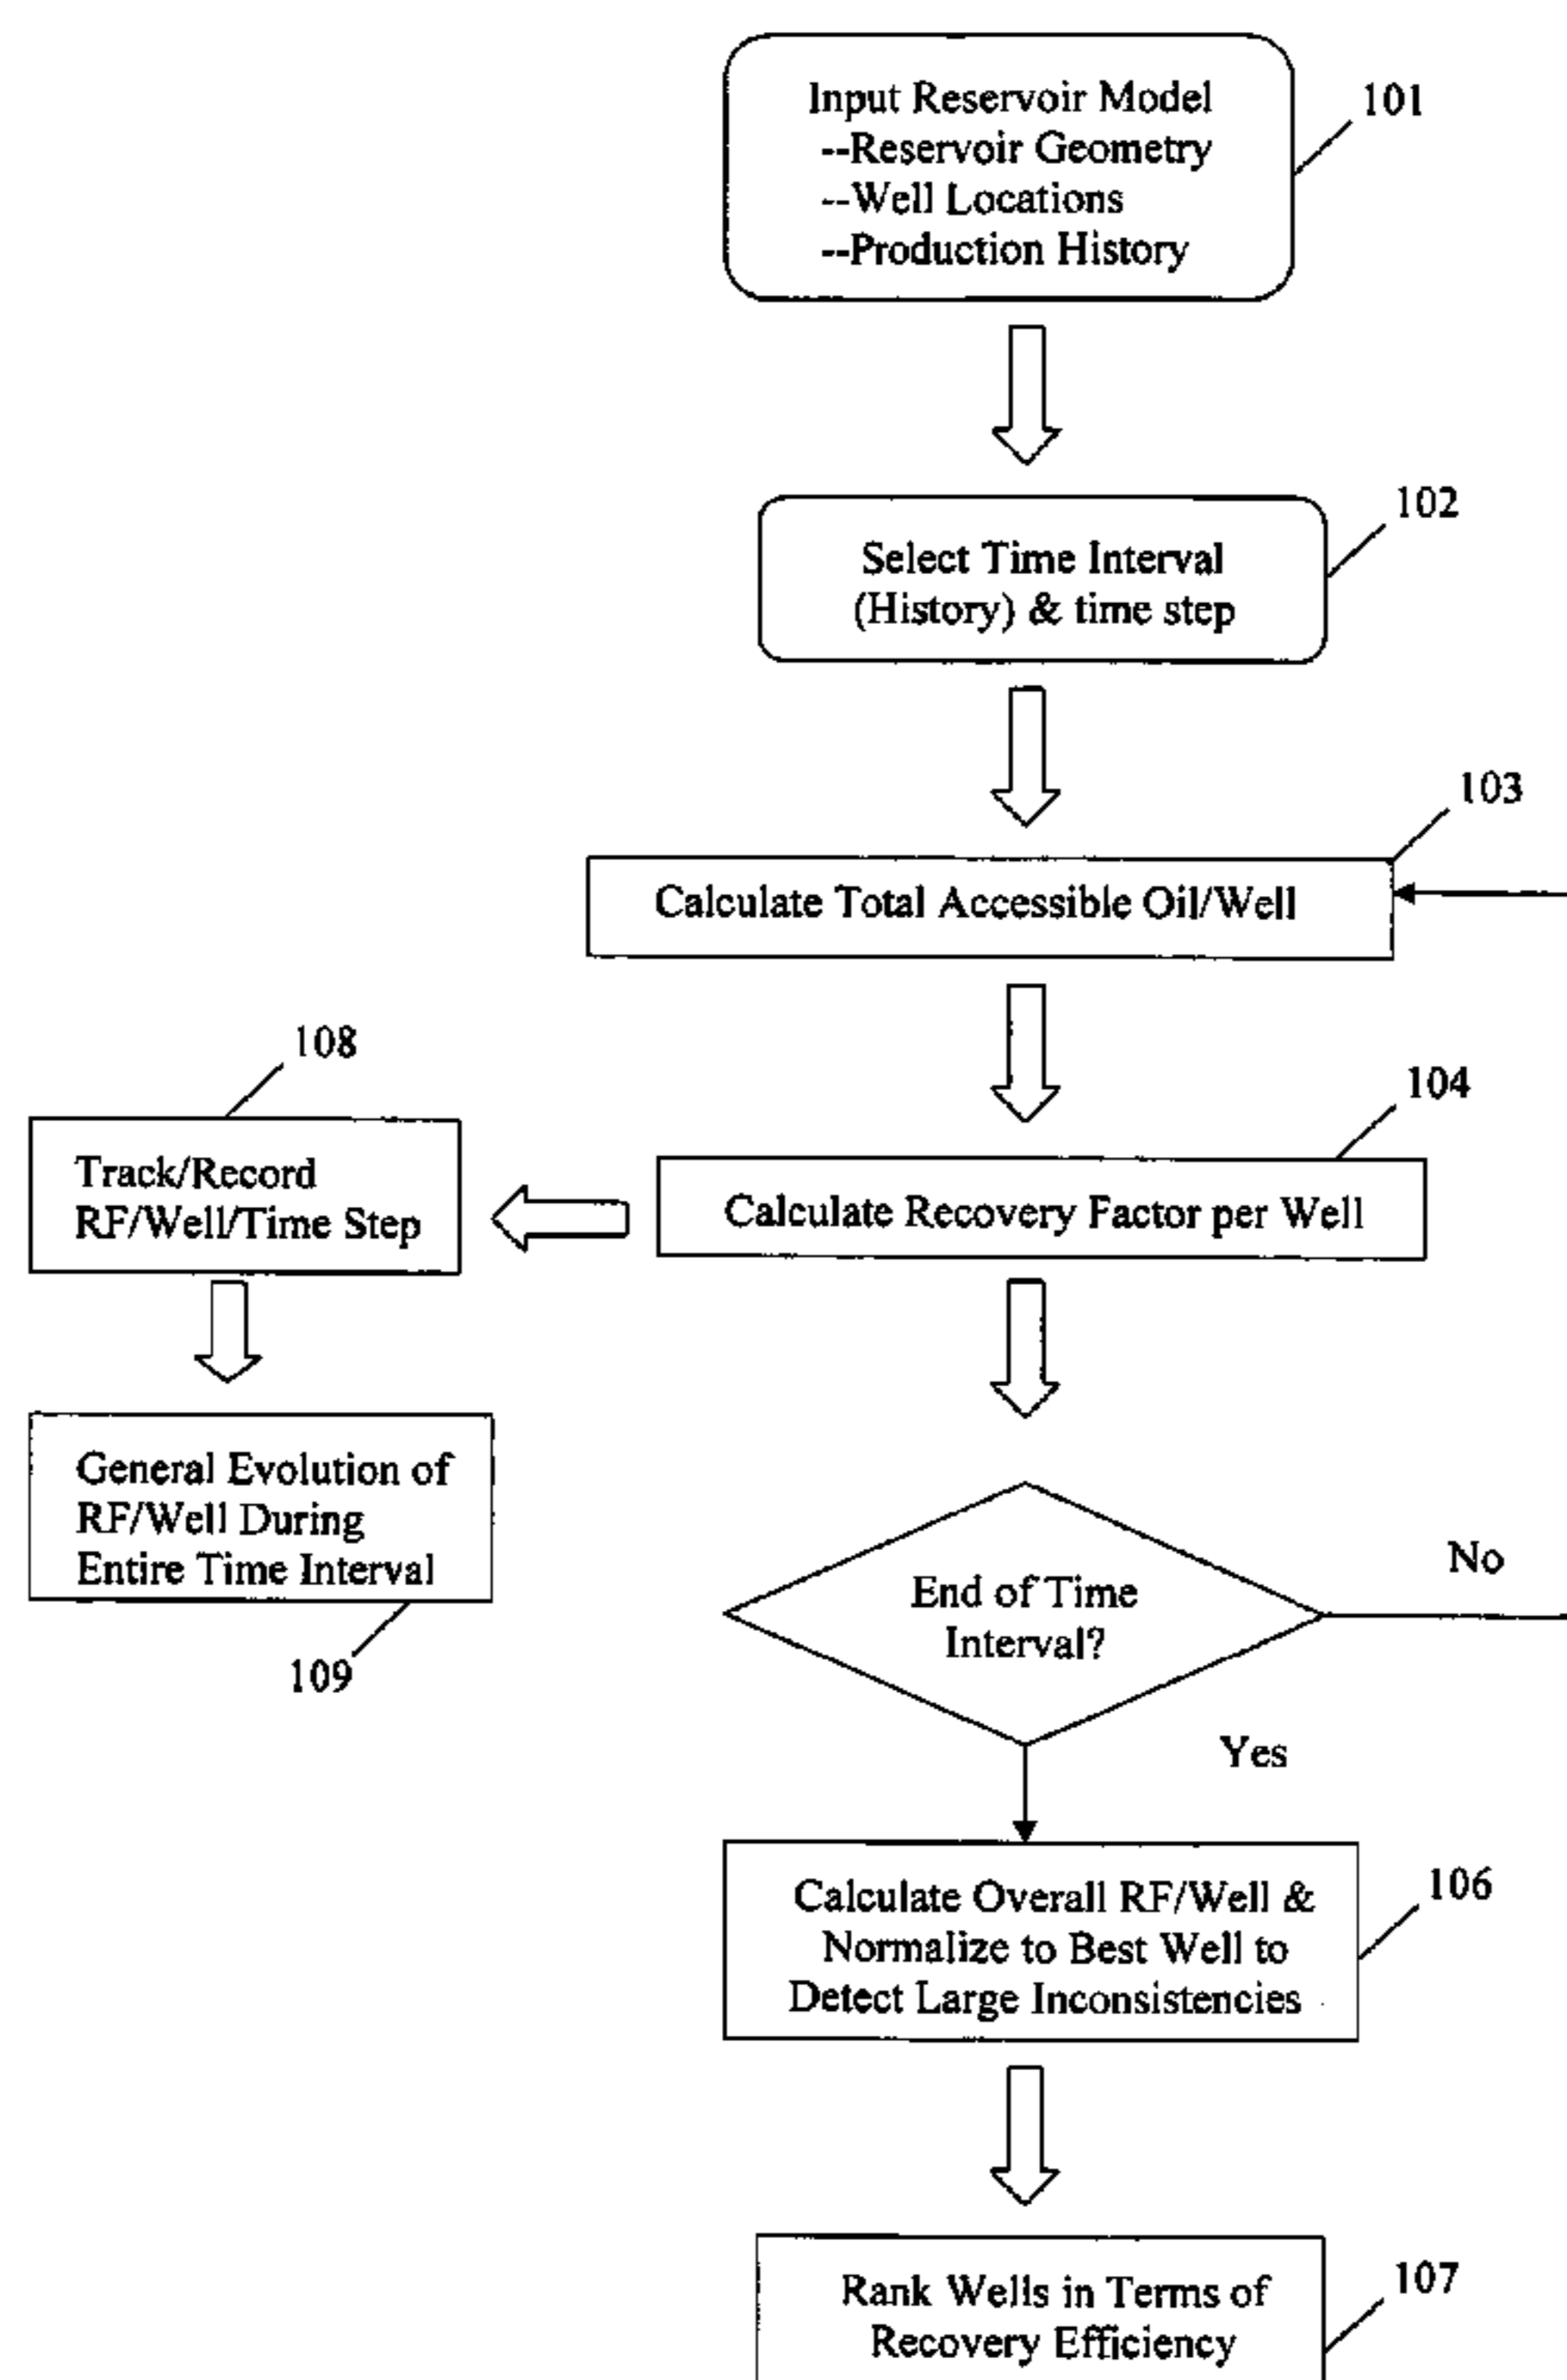 Input Reservoir Model
--Reservoir Geometry
--Well Locations
--Production History
101
Select Time Interval
(History) & time step
102
103
Calculate Total Accessible Oil/Well
108
104
Track/Record
RF/Well/Time Step
Calculate Recovery Factor per Well
General Evolution of
RF/Well During
Entire Time Interval
109
End of Time
Interval?
No
Yes
Calculate Overall RF/Well &
Normalize to Best Well to
Detect Large Inconsistencies
106
Rank Wells in Terms of
Recovery Efficiency
107